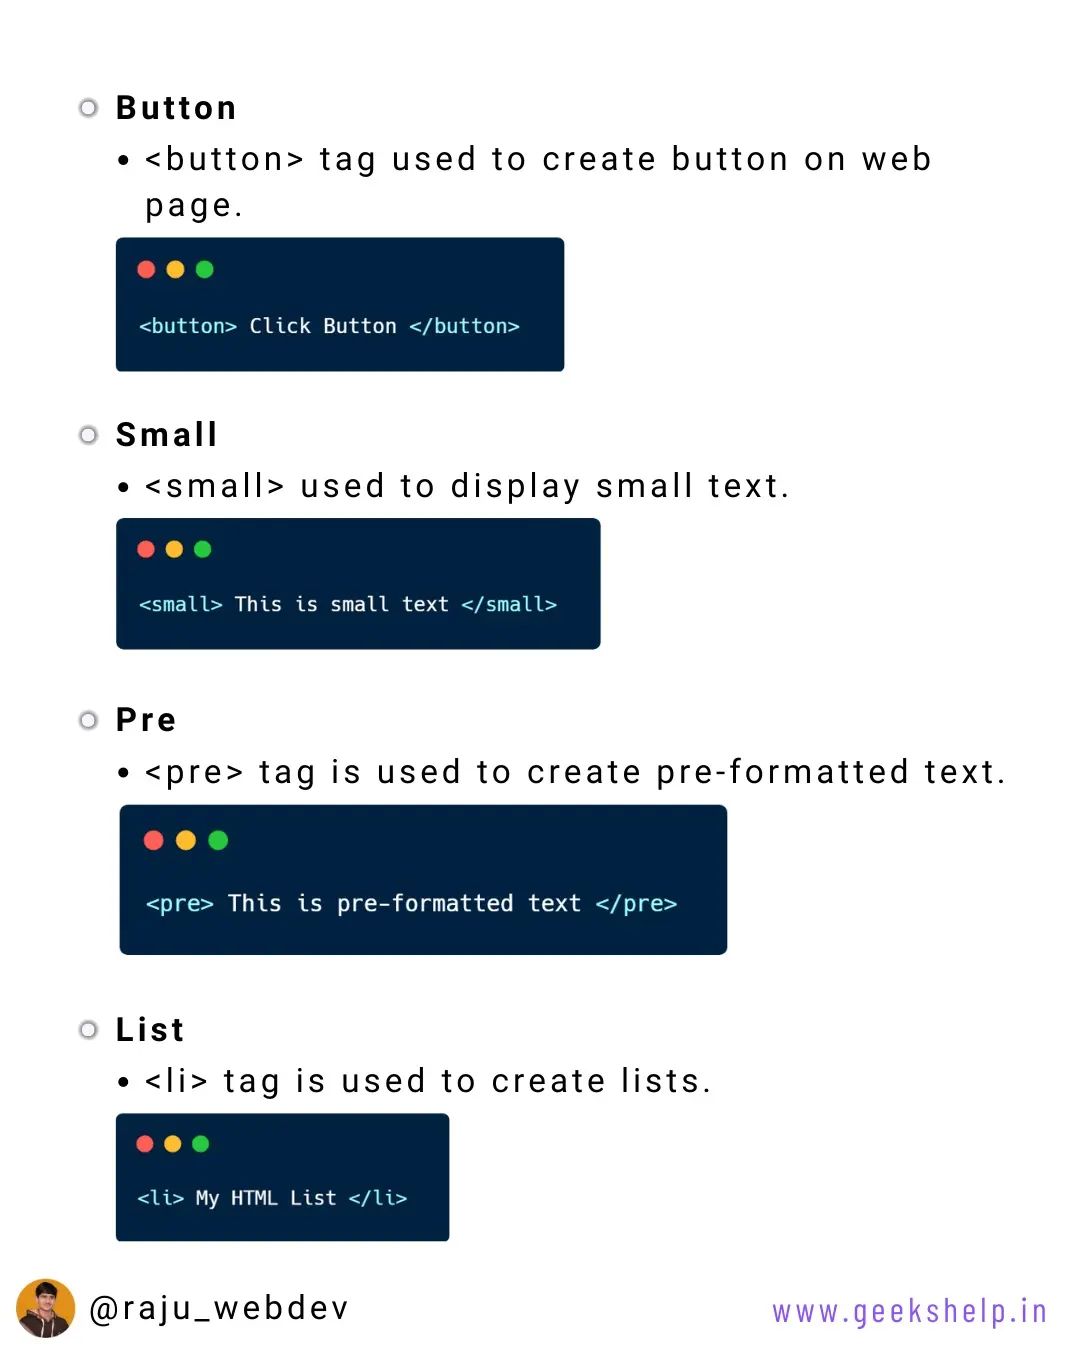 Button
• <button> tag used to create button on web
page.
<button> Click Button </button>
Small
• <small> used to display small text.
<small> This is small text </small>
Pre
• <pre> tag is used to create pre-formatted text.
<pre> This is pre-formatted text </pre>
List
• <li> tag is used to create lists.
<li> My HTML List </li>
@raju_webdev
www.geekshelp.in